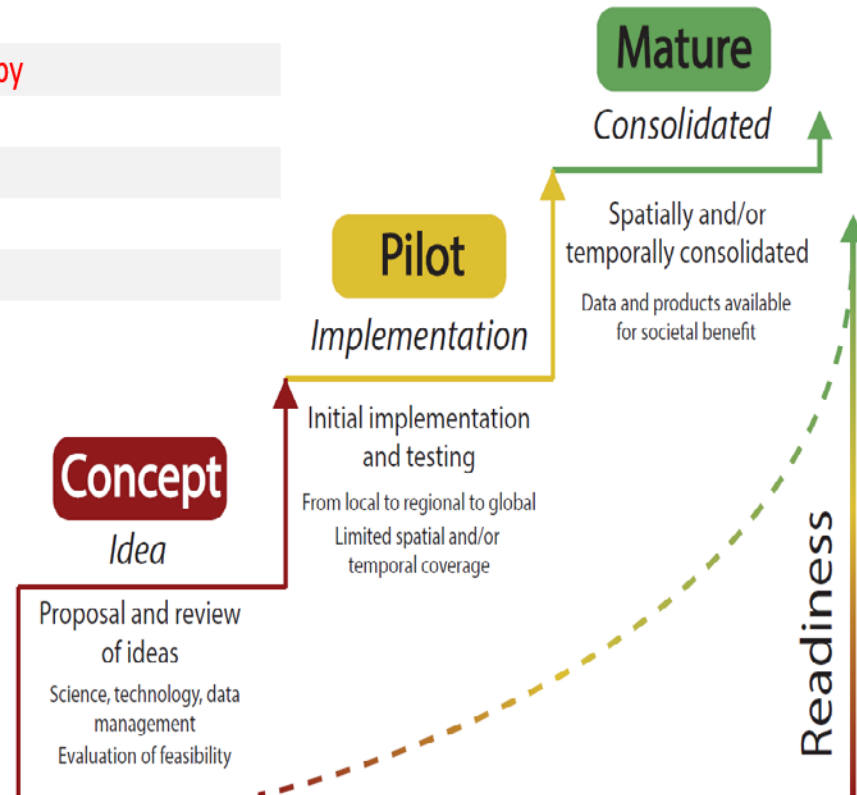 by
Mature
Consolidated
Spatially and/or
temporally consolidated
Data and products available
for societal benefit
Pilot
Implementation
Initial implementation
and testing
From local to regional to global
Limited spatial and/or
temporal coverage
Concept
Idea
Proposal and review
of ideas
Science, technology, data
management
Evaluation of feasibility
Readiness